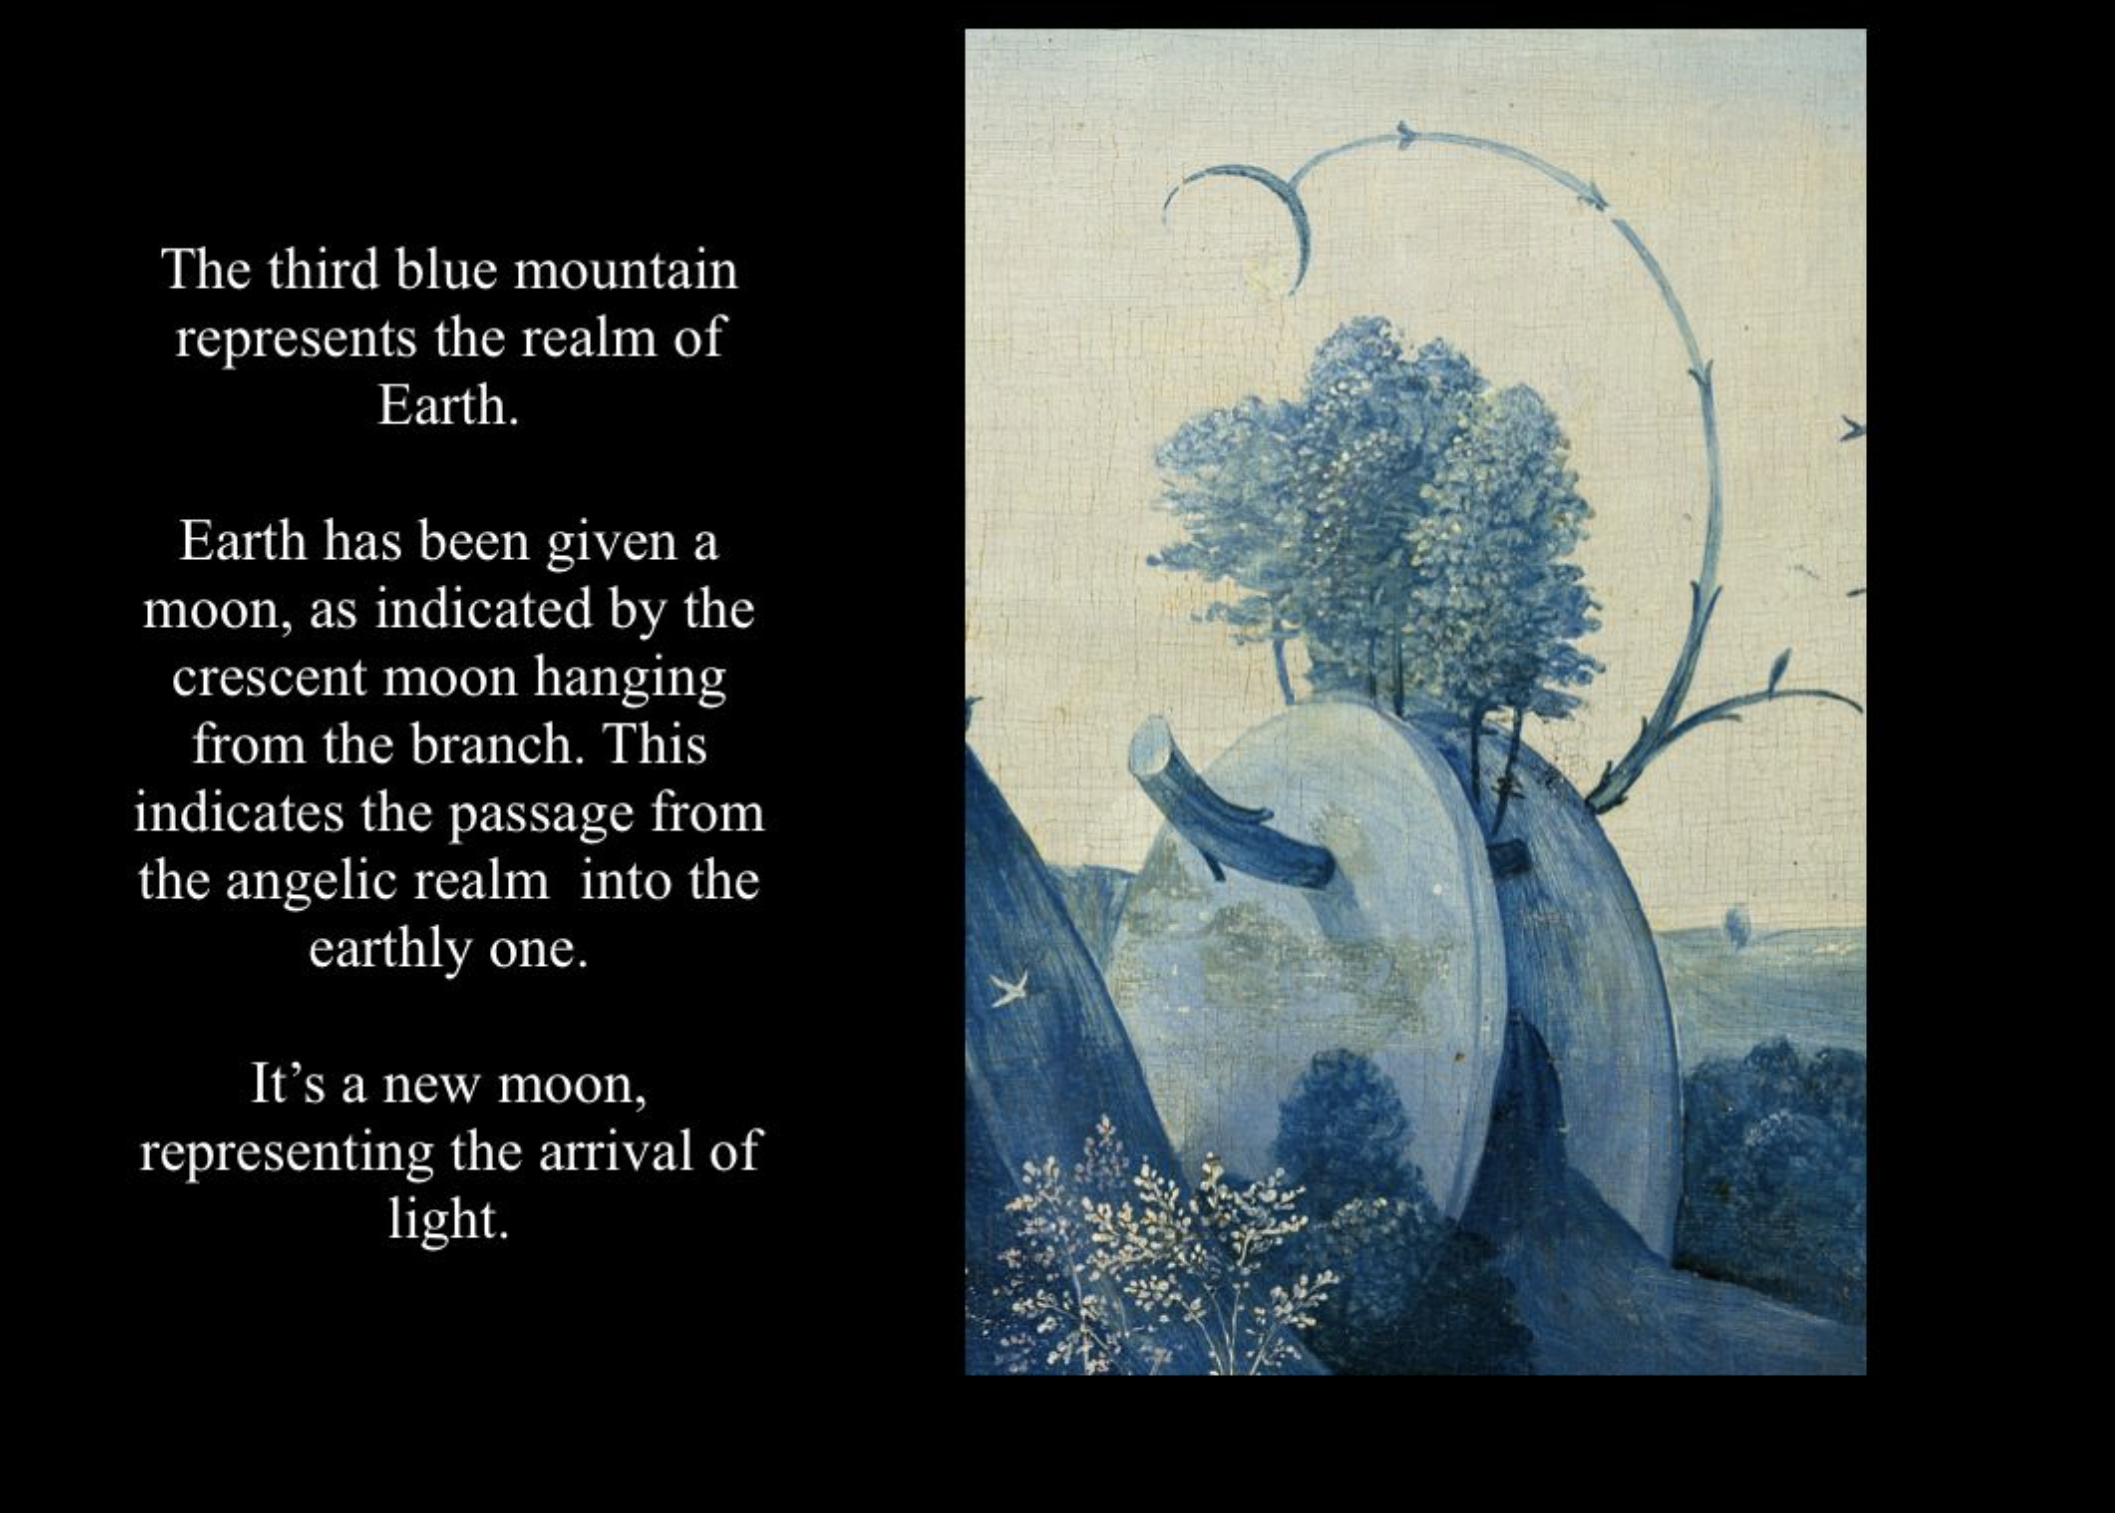 The third blue mountain
represents the realm of
Earth.
Earth has been given a
moon, as indicated by the
crescent moon hanging
from the branch. This
indicates the passage from
the angelic realm  into the
earthly one.
It’s a new moon,
representing the arrival of
light.